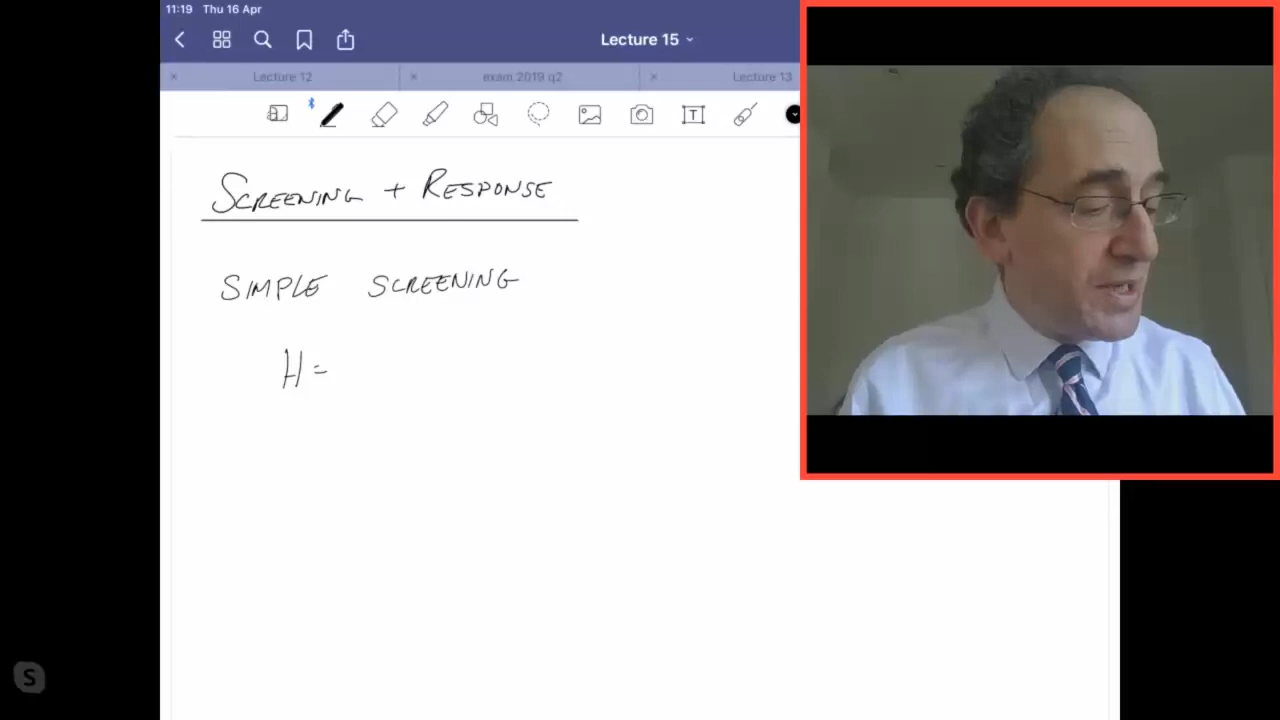 11:19 Thu 16 Apr
Lecture 15
Lecture 12
exam 2019 q2
Lecture 13
T
SCREENING + RESPONSE
SIMPLE SCREENING
H =
S